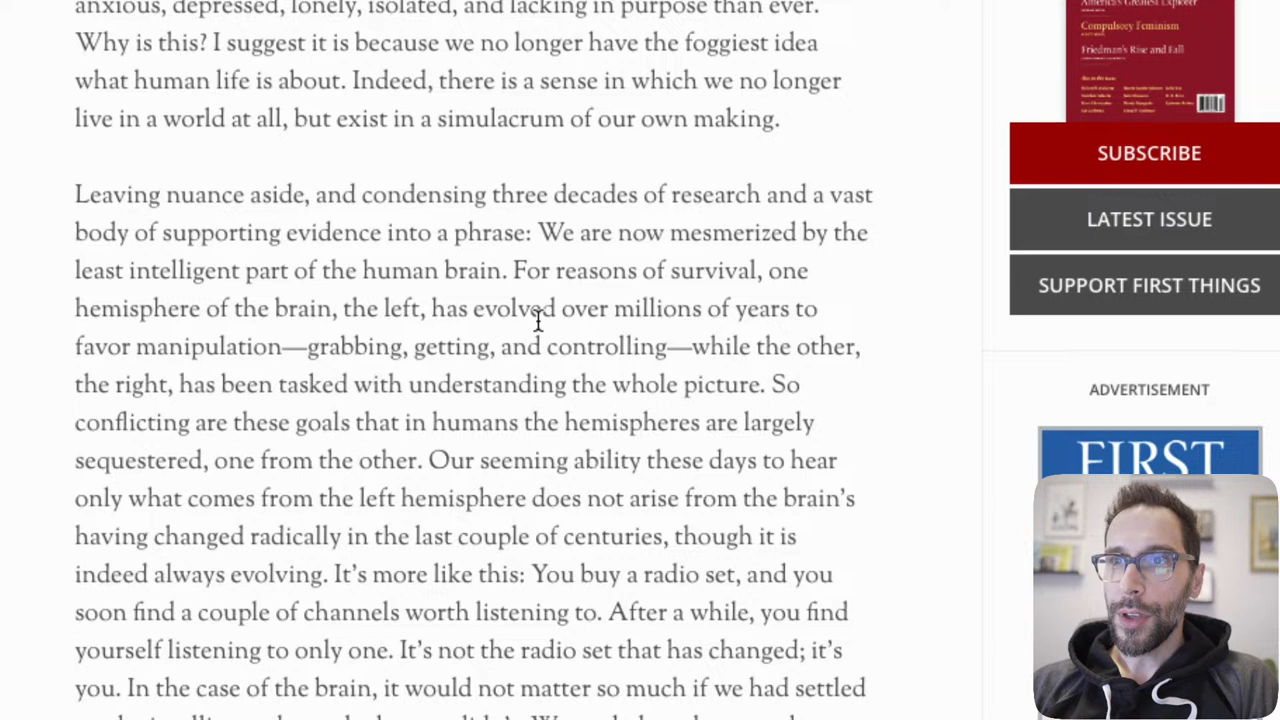 anxious, depressed, lonely, isolated, and lacking in purpose than ever.
Why is this? I suggest it is because we no longer have the foggiest idea
what human life is about. Indeed, there is a sense in which we no longer
live in a world at all, but exist in a simulacrum of our own making.
Leaving nuance aside, and condensing three decades of research and a vast
body of supporting evidence into a phrase: We are now mesmerized by the
least intelligent part of the human brain. For reasons of survival, one
hemisphere of the brain, the left, has evolved over millions of years to
favor manipulation—grabbing, getting, and controlling—while the other,
the right, has been tasked with understanding the whole picture. So
conflicting are these goals that in humans the hemispheres are largely
sequestered, one from the other. Our seeming ability these days to hear
only what comes from the left hemisphere does not arise from the brain’s
having changed radically in the last couple of centuries, though it is
indeed always evolving. It’s more like this: You buy a radio set, and you
soon find a couple of channels worth listening to. After a while, you find
yourself listening to only one. It’s not the radio set that has changed; it’s
you. In the case of the brain, it would not matter so much if we had settled
America's Greatest Explorer
Compulsory Feminism
Friedman's Rise and Fall
SUBSCRIBE
LATEST ISSUE
SUPPORT FIRST THINGS
ADVERTISEMENT
FIRST